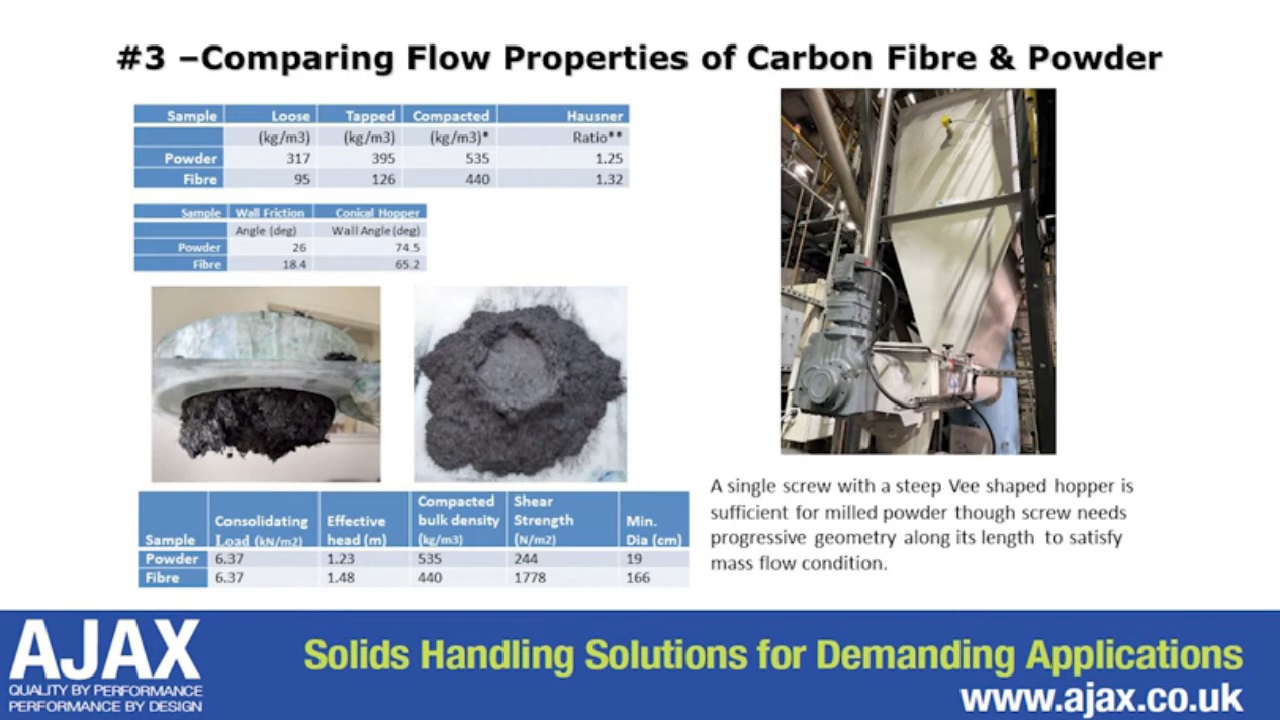 #3 –Comparing Flow Properties of Carbon Fibre & Powder
Sample Loose Tapped Compacted Hausner
(kg/m3) (kg/m3) (kg/m3)* Ratio**
Powder 317 395 535 1.25
Fibre 95 126 440 1.32
Sample Wall Friction Conical Hopper
Angle (deg) Wall Angle (deg)
Powder 26 74.5
Fibre 18.4 65.2
Compacted Shear
Consolidating Effective bulk density Strength Min.
Sample Load (kN/m2) head (m) (kg/m3) (N/m2) Dia (cm)
Powder 6.37 1.23 535 244 19
Fibre 6.37 1.48 440 1778 166
A single screw with a steep Vee shaped hopper is
sufficient for milled powder though screw needs
progressive geometry along its length to satisfy
mass flow condition.
AJAX
QUALITY BY PERFORMANCE
PERFORMANCE BY DESIGN
Solids Handling Solutions for Demanding Applications
www.ajax.co.uk